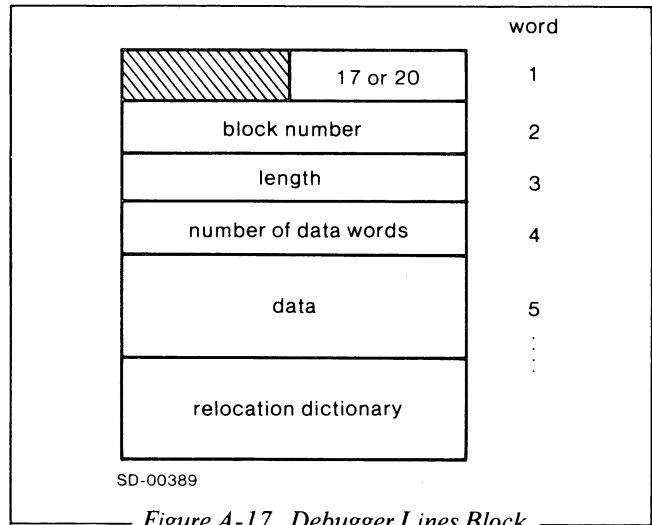 word
17 or 20 1
block number 2
length 3
number of data words 4
data 5
relocation dictionary
SD-00389
Figure A-17. Debugger Lines Block